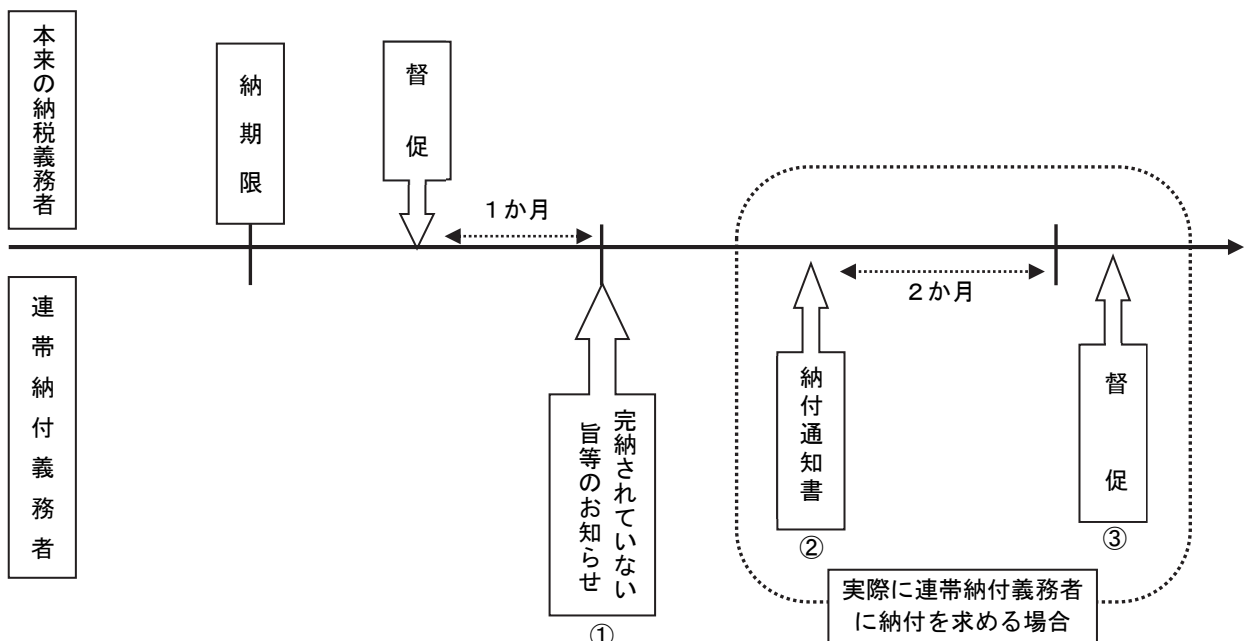 本来の納税義務者
納期限
督促
１か月
２か月
連帯納付義務者
完納されていない
旨等のお知らせ
①
納付通知書
②
督促
③
実際に連帯納付義務者
に納付を求める場合